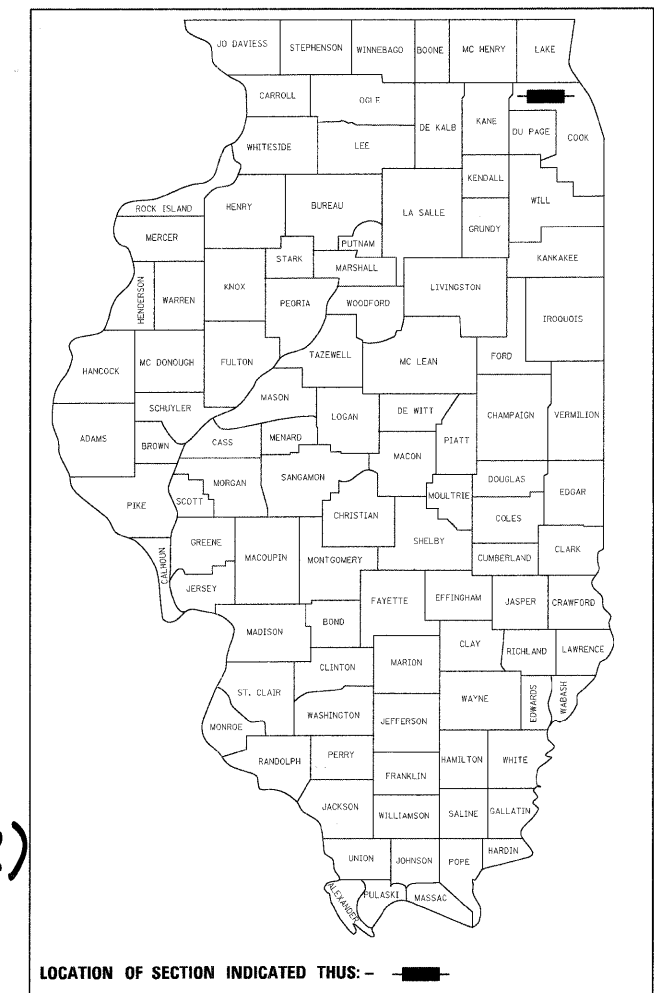 JO DAVIESS STEPHENSON WINNEBAGO BOONE MC HENRY LAKE
CARROLL OGLE DE KALB KANE DU PAGE COOK
WHITESIDE LEE
KENDALL
ROCK ISLAND HENRY BUREAU LA SALLE GRUNDY WILL
MERCER PUTNAM
STARK MARSHALL KANKAKEE
HENDERSON WARREN KNOX PEORIA WOODFORD LIVINGSTON IROQUOIS
HANCOCK MC DONOUGH FULTON TAZEWELL MC LEAN FORD
SCHUYLER MASON LOGAN DE WITT CHAMPAIGN VERMILION
ADAMS BROWN CASS MENARD MACON PIATT
PIKE SCOTT MORGAN SANGAMON MOULTRIE DOUGLAS EDGAR
CHRISTIAN COLES
CALHOUN GREENE MACOUPIN MONTGOMERY SHELBY CUMBERLAND CLARK
JERSEY FAYETTE EFFINGHAM JASPER CRAWFORD
MADISON BOND CLAY RICHLAND LAWRENCE
CLINTON MARION
ST. CLAIR WAYNE EDWARDS WABASH
MONROE WASHINGTON JEFFERSON
RANDOLPH PERRY HAMILTON WHITE
FRANKLIN
JACKSON WILLIAMSON SALINE GALLATIN
UNION JOHNSON POPE HARDIN
ALEXANDER PULASKI MASSAC
LOCATION OF SECTION INDICATED THUS: -